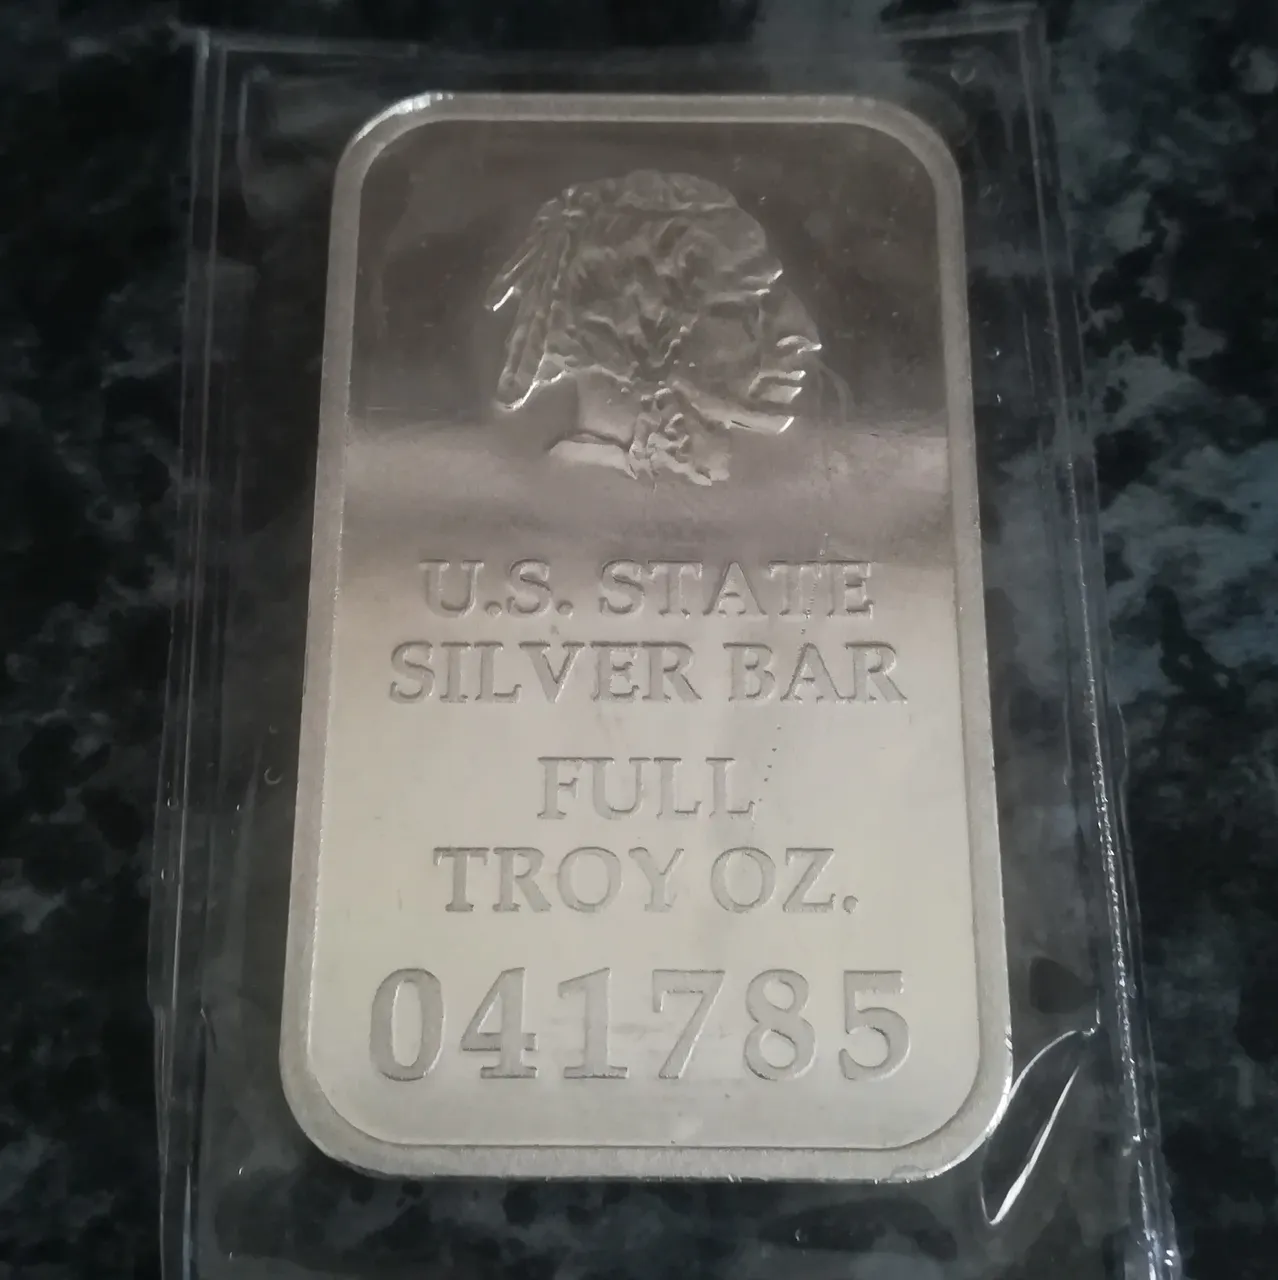 U.S. STATE
SILVER BAR
FULL
TROY OZ.
041785